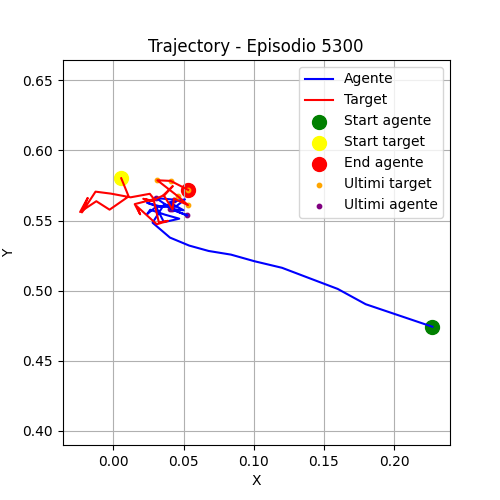 Trajectory - Episodio 5300
Agente
Target
Start agente
Start target
End agente
Ultimi target
Ultimi agente
Y
0.65
0.60
0.55
0.50
0.45
0.40
0.00
0.05
0.10
0.15
0.20
X